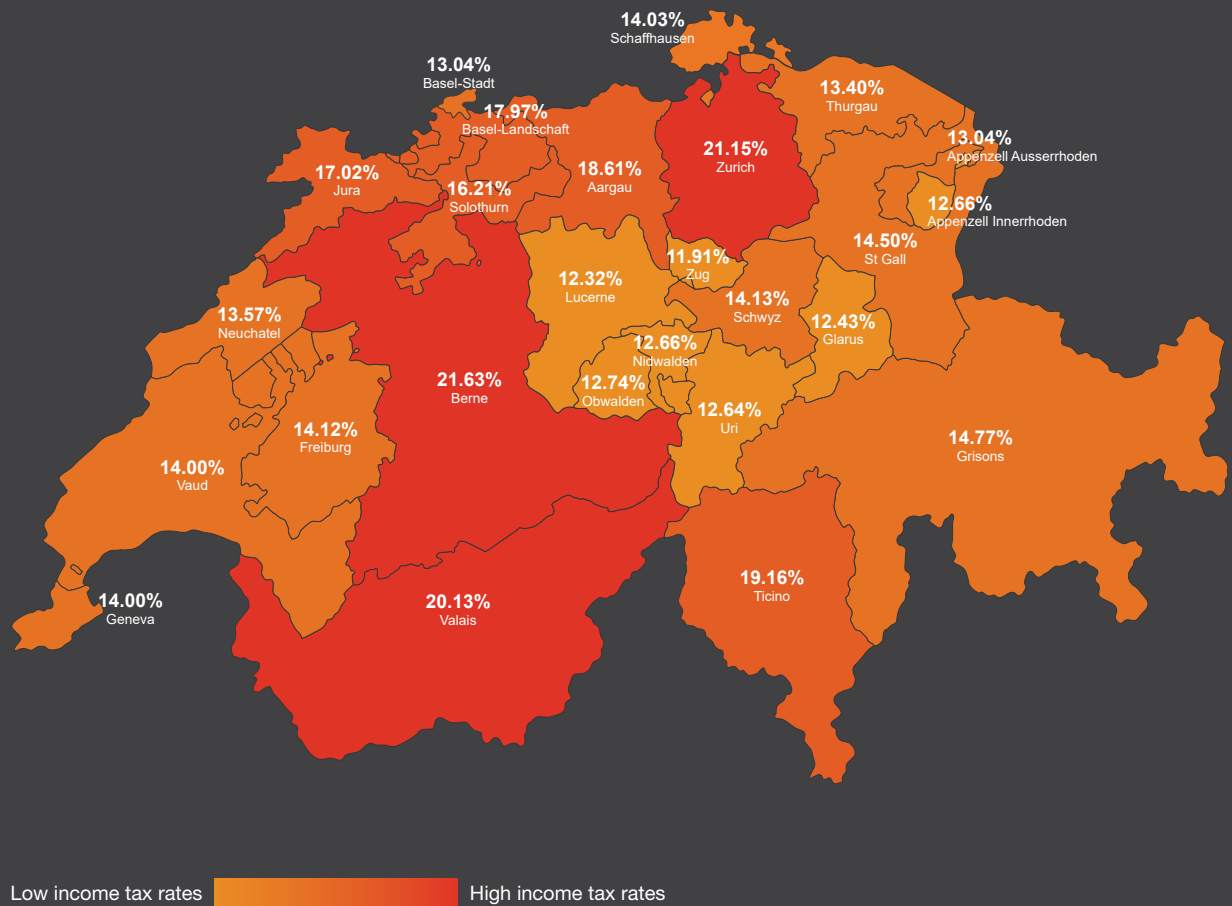 14.03%
Schaffhausen
13.04%
Basel-Stadt
17.97%
Basel-Landschaft
13.40%
Thurgau
13.04%
Appenzell Ausserrhoden
21.15%
Zurich
18.61%
Aargau
17.02%
Jura
16.21%
Solothurn
12.66%
Appenzell Innerrhoden
14.50%
St Gall
11.91%
Zug
12.32%
Lucerne
14.13%
Schwyz
13.57%
Neuchatel
12.43%
Glarus
12.66%
Nidwalden
21.63%
Berne
12.74%
Obwalden
12.64%
Uri
14.12%
Freiburg
14.77%
Grisons
14.00%
Vaud
19.16%
Ticino
14.00%
Geneva
20.13%
Valais
Low income tax rates
High income tax rates